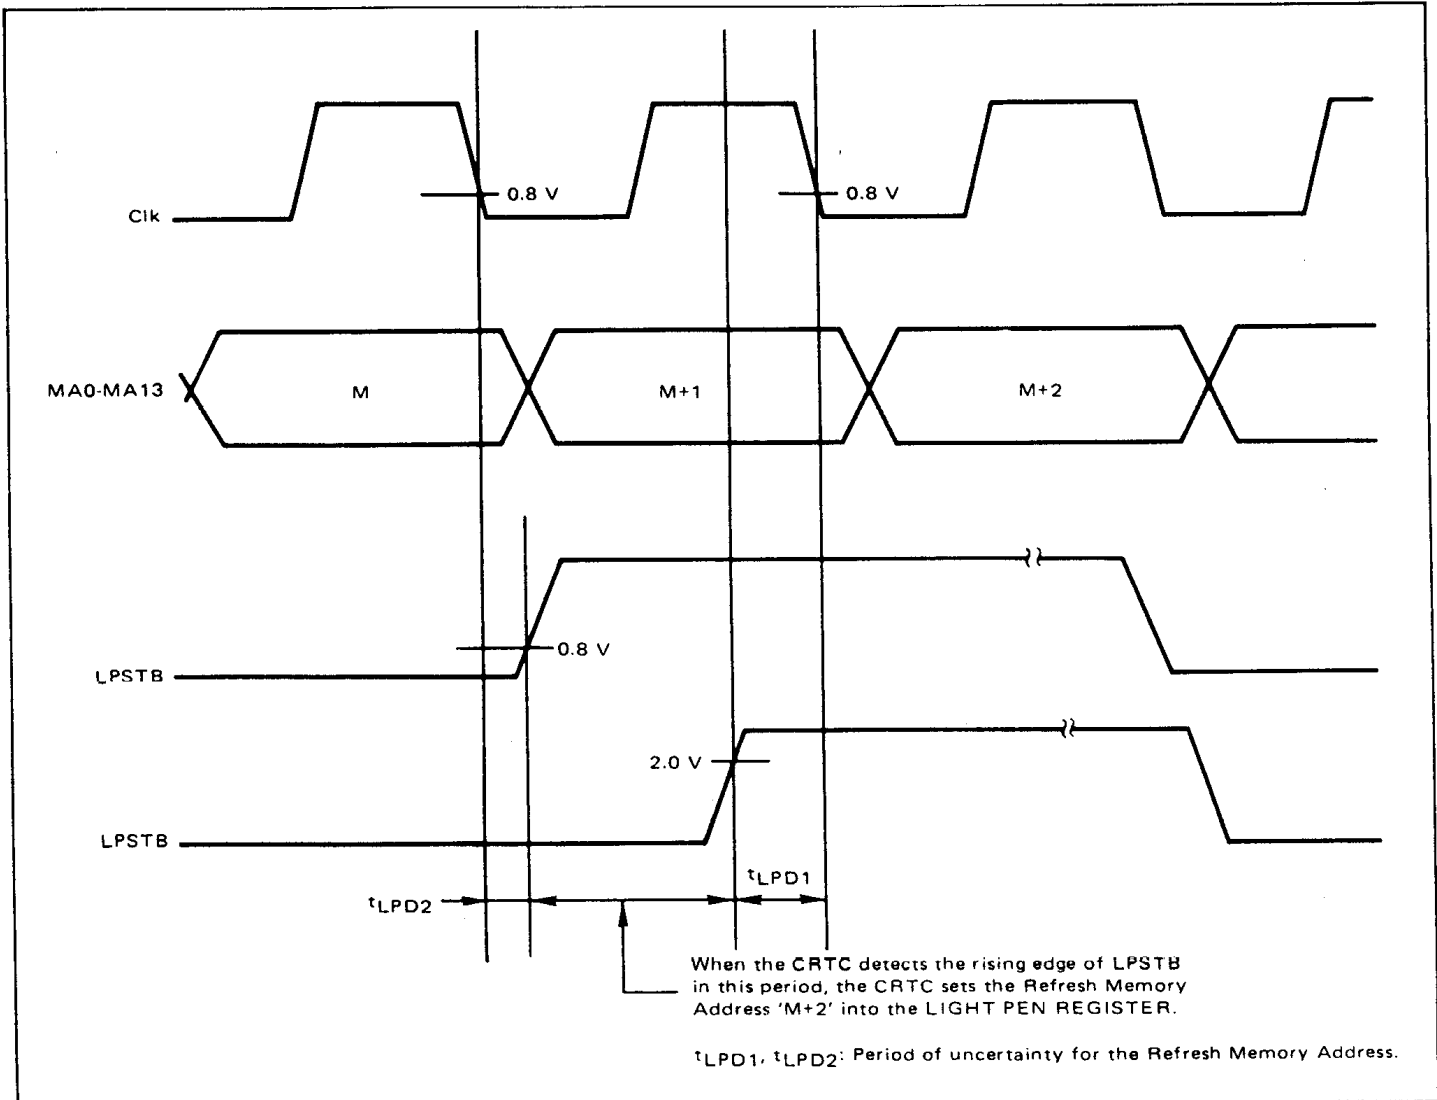 0.8 V
0.8 V
Clk
MA0-MA13
M
M+1
M+2
0.8 V
LPSTB
2.0 V
LPSTB
tLPD1
tLPD2
When the CRTC detects the rising edge of LPSTB
in this period, the CRTC sets the Refresh Memory
Address 'M+2' into the LIGHT PEN REGISTER.
tLPD1, tLPD2: Period of uncertainty for the Refresh Memory Address.